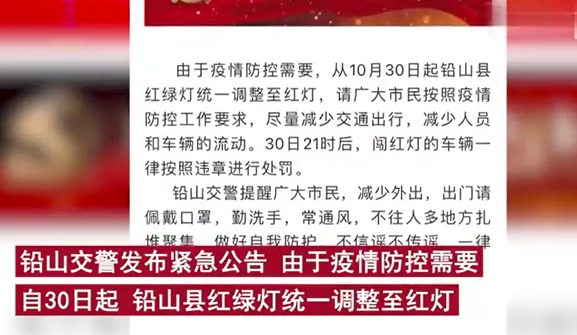 由于疫情防控需要，从10月30日起铅山县
红绿灯统一调整至红灯，请广大市民按照疫情
防控工作要求，尽量减少交通出行，减少人员
和车辆的流动。30日21时后，闯红灯的车辆一
律按照违章进行处罚。
铅山交警提醒广大市民，减少外出，出门请
佩戴口罩，勤洗手，常通风，不往人多地方扎
堆聚集，做好自我防护，不信谣不传谣，一律
铅山交警发布紧急公告 由于疫情防控需要
自30日起 铅山县红绿灯统一调整至红灯